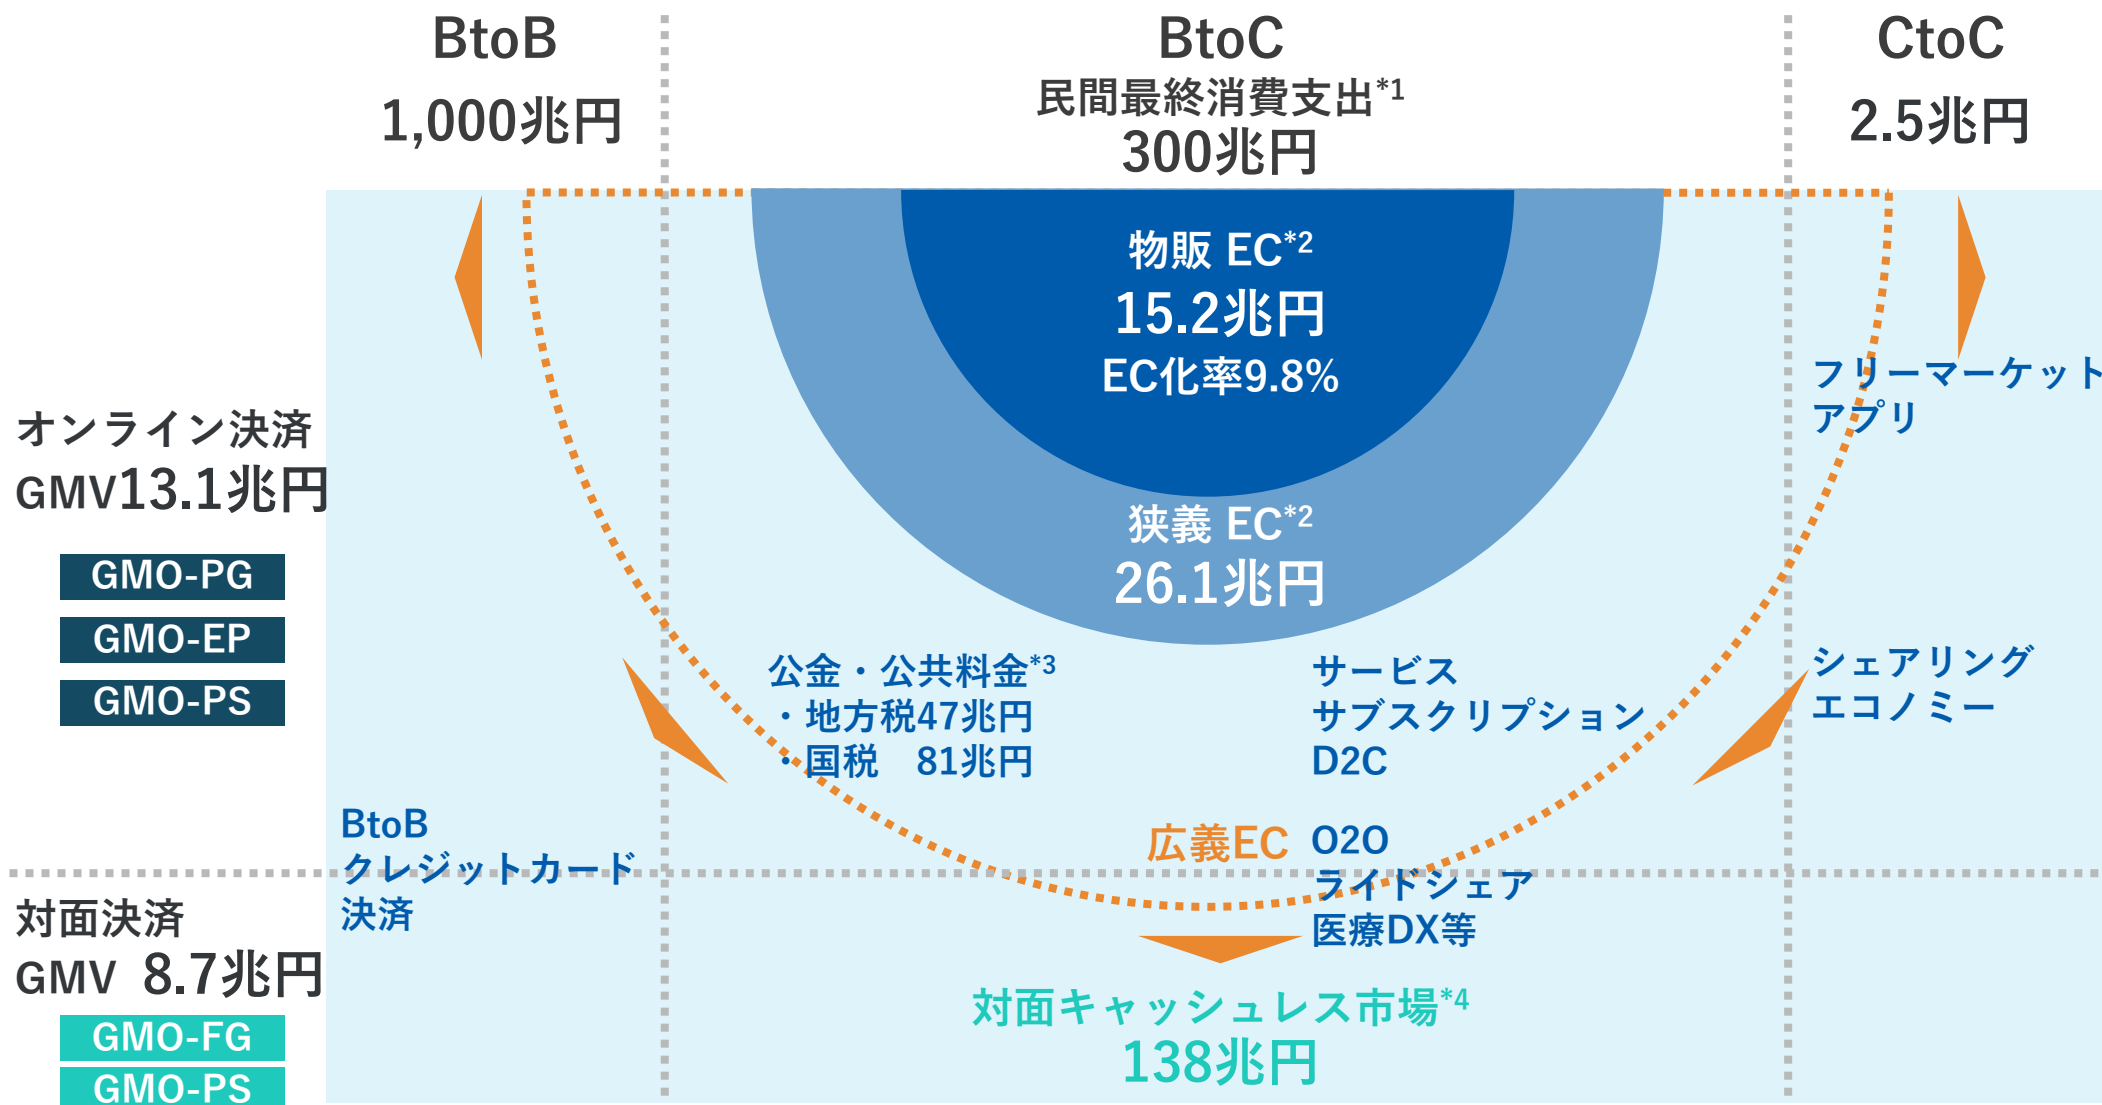 BtoB
1,000兆円
BtoC
民間最終消費支出*1
300兆円
CtoC
2.5兆円
物販 EC*2
15.2兆円
EC化率9.8%
狭義 EC*2
26.1兆円
オンライン決済
GMV13.1兆円
GMO-PG
GMO-EP
GMO-PS
フリーマーケット
アプリ
シェアリング
エコノミー
公金・公共料金*3
・地方税47兆円
・国税 81兆円
サービス
サブスクリプション
D2C
広義EC
O2O
ライドシェア
医療DX等
BtoB
クレジットカード
決済
対面決済
GMV 8.7兆円
GMO-FG
GMO-PS
対面キャッシュレス市場*4
138兆円